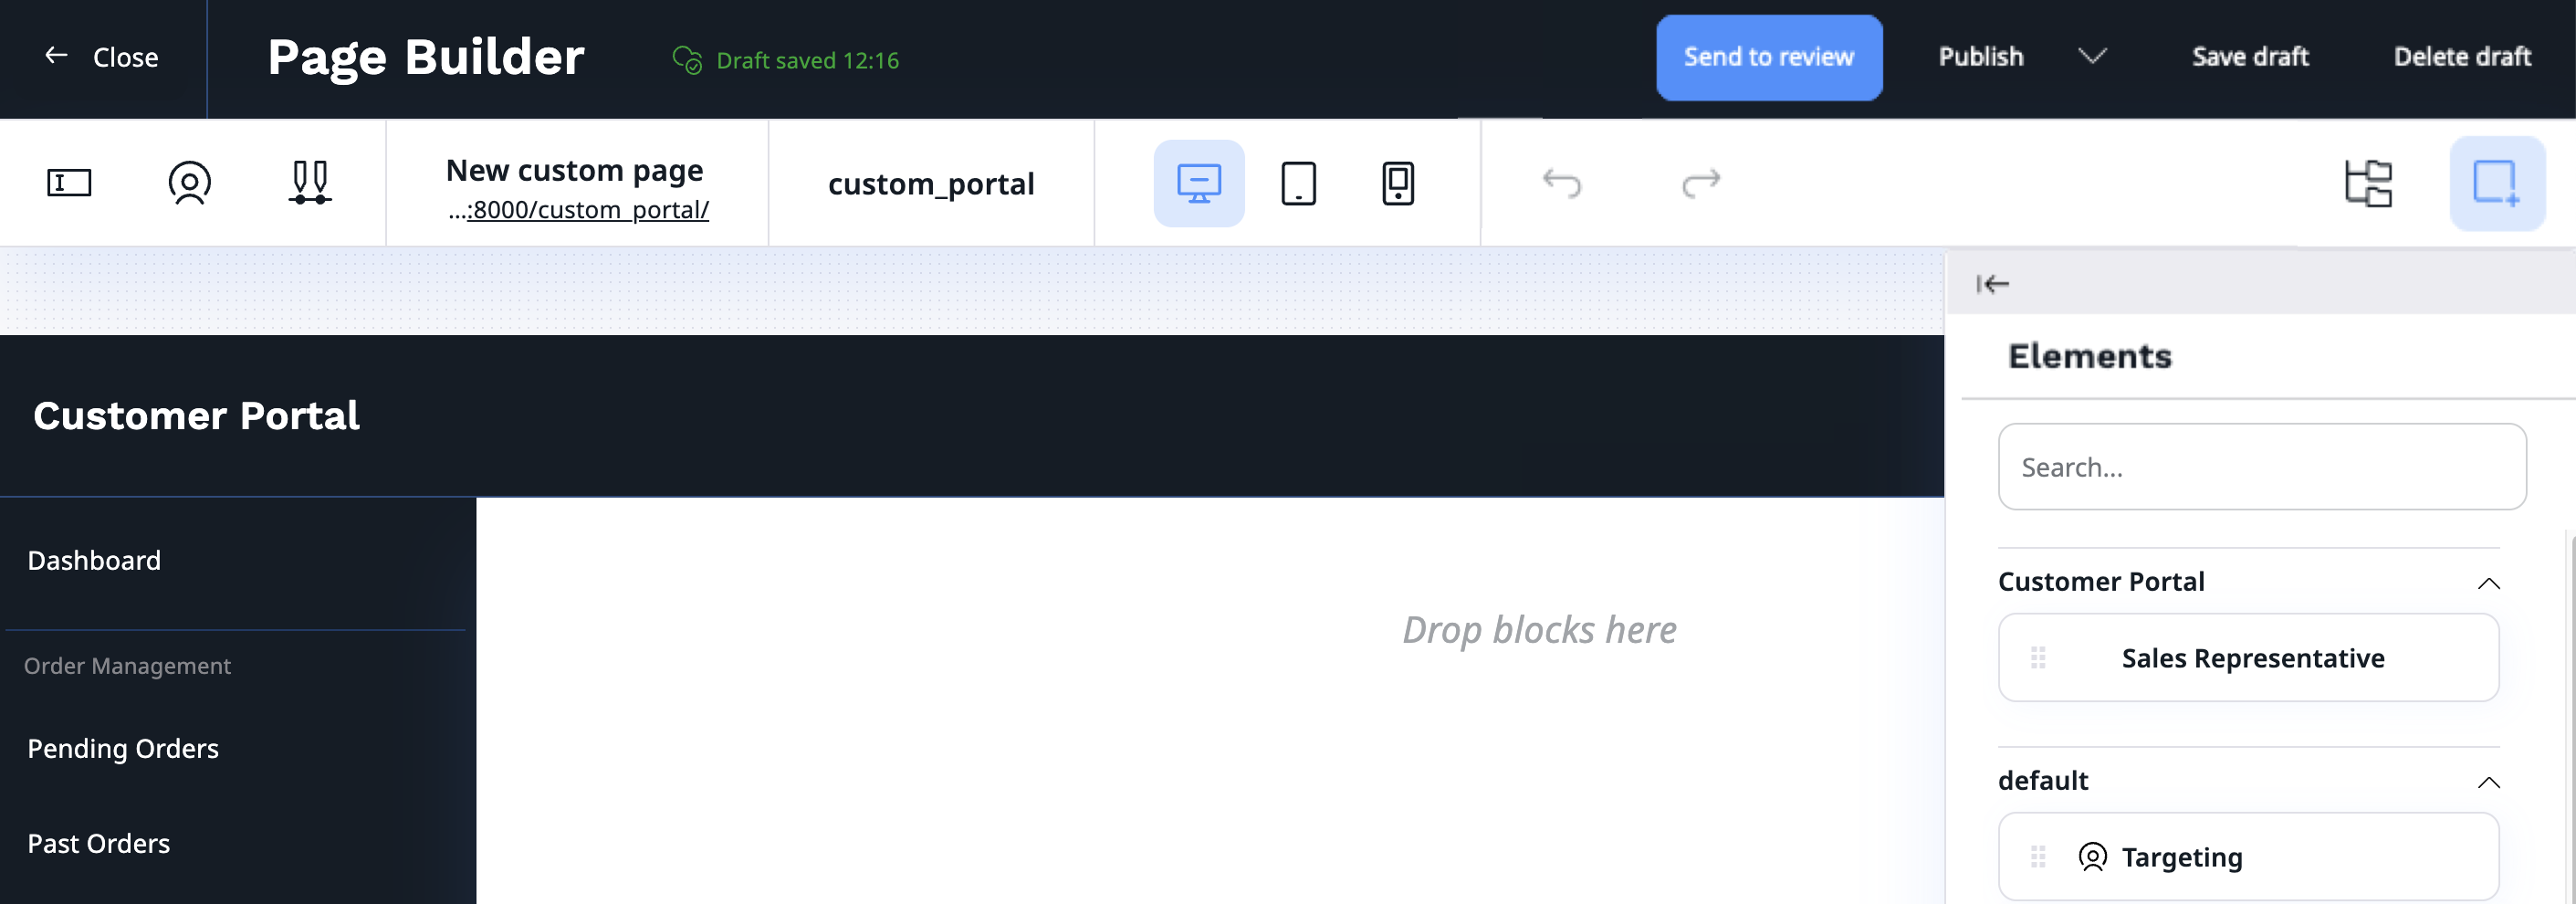 Close
Page Builder
Draft saved 12:16
Send to review
Publish
Save draft
Delete draft
New custom page
...:8000/custom_portal/
custom_portal
Elements
Search...
Customer Portal
Sales Representative
default
Targeting
Customer Portal
Dashboard
Order Management
Pending Orders
Past Orders
Drop blocks here